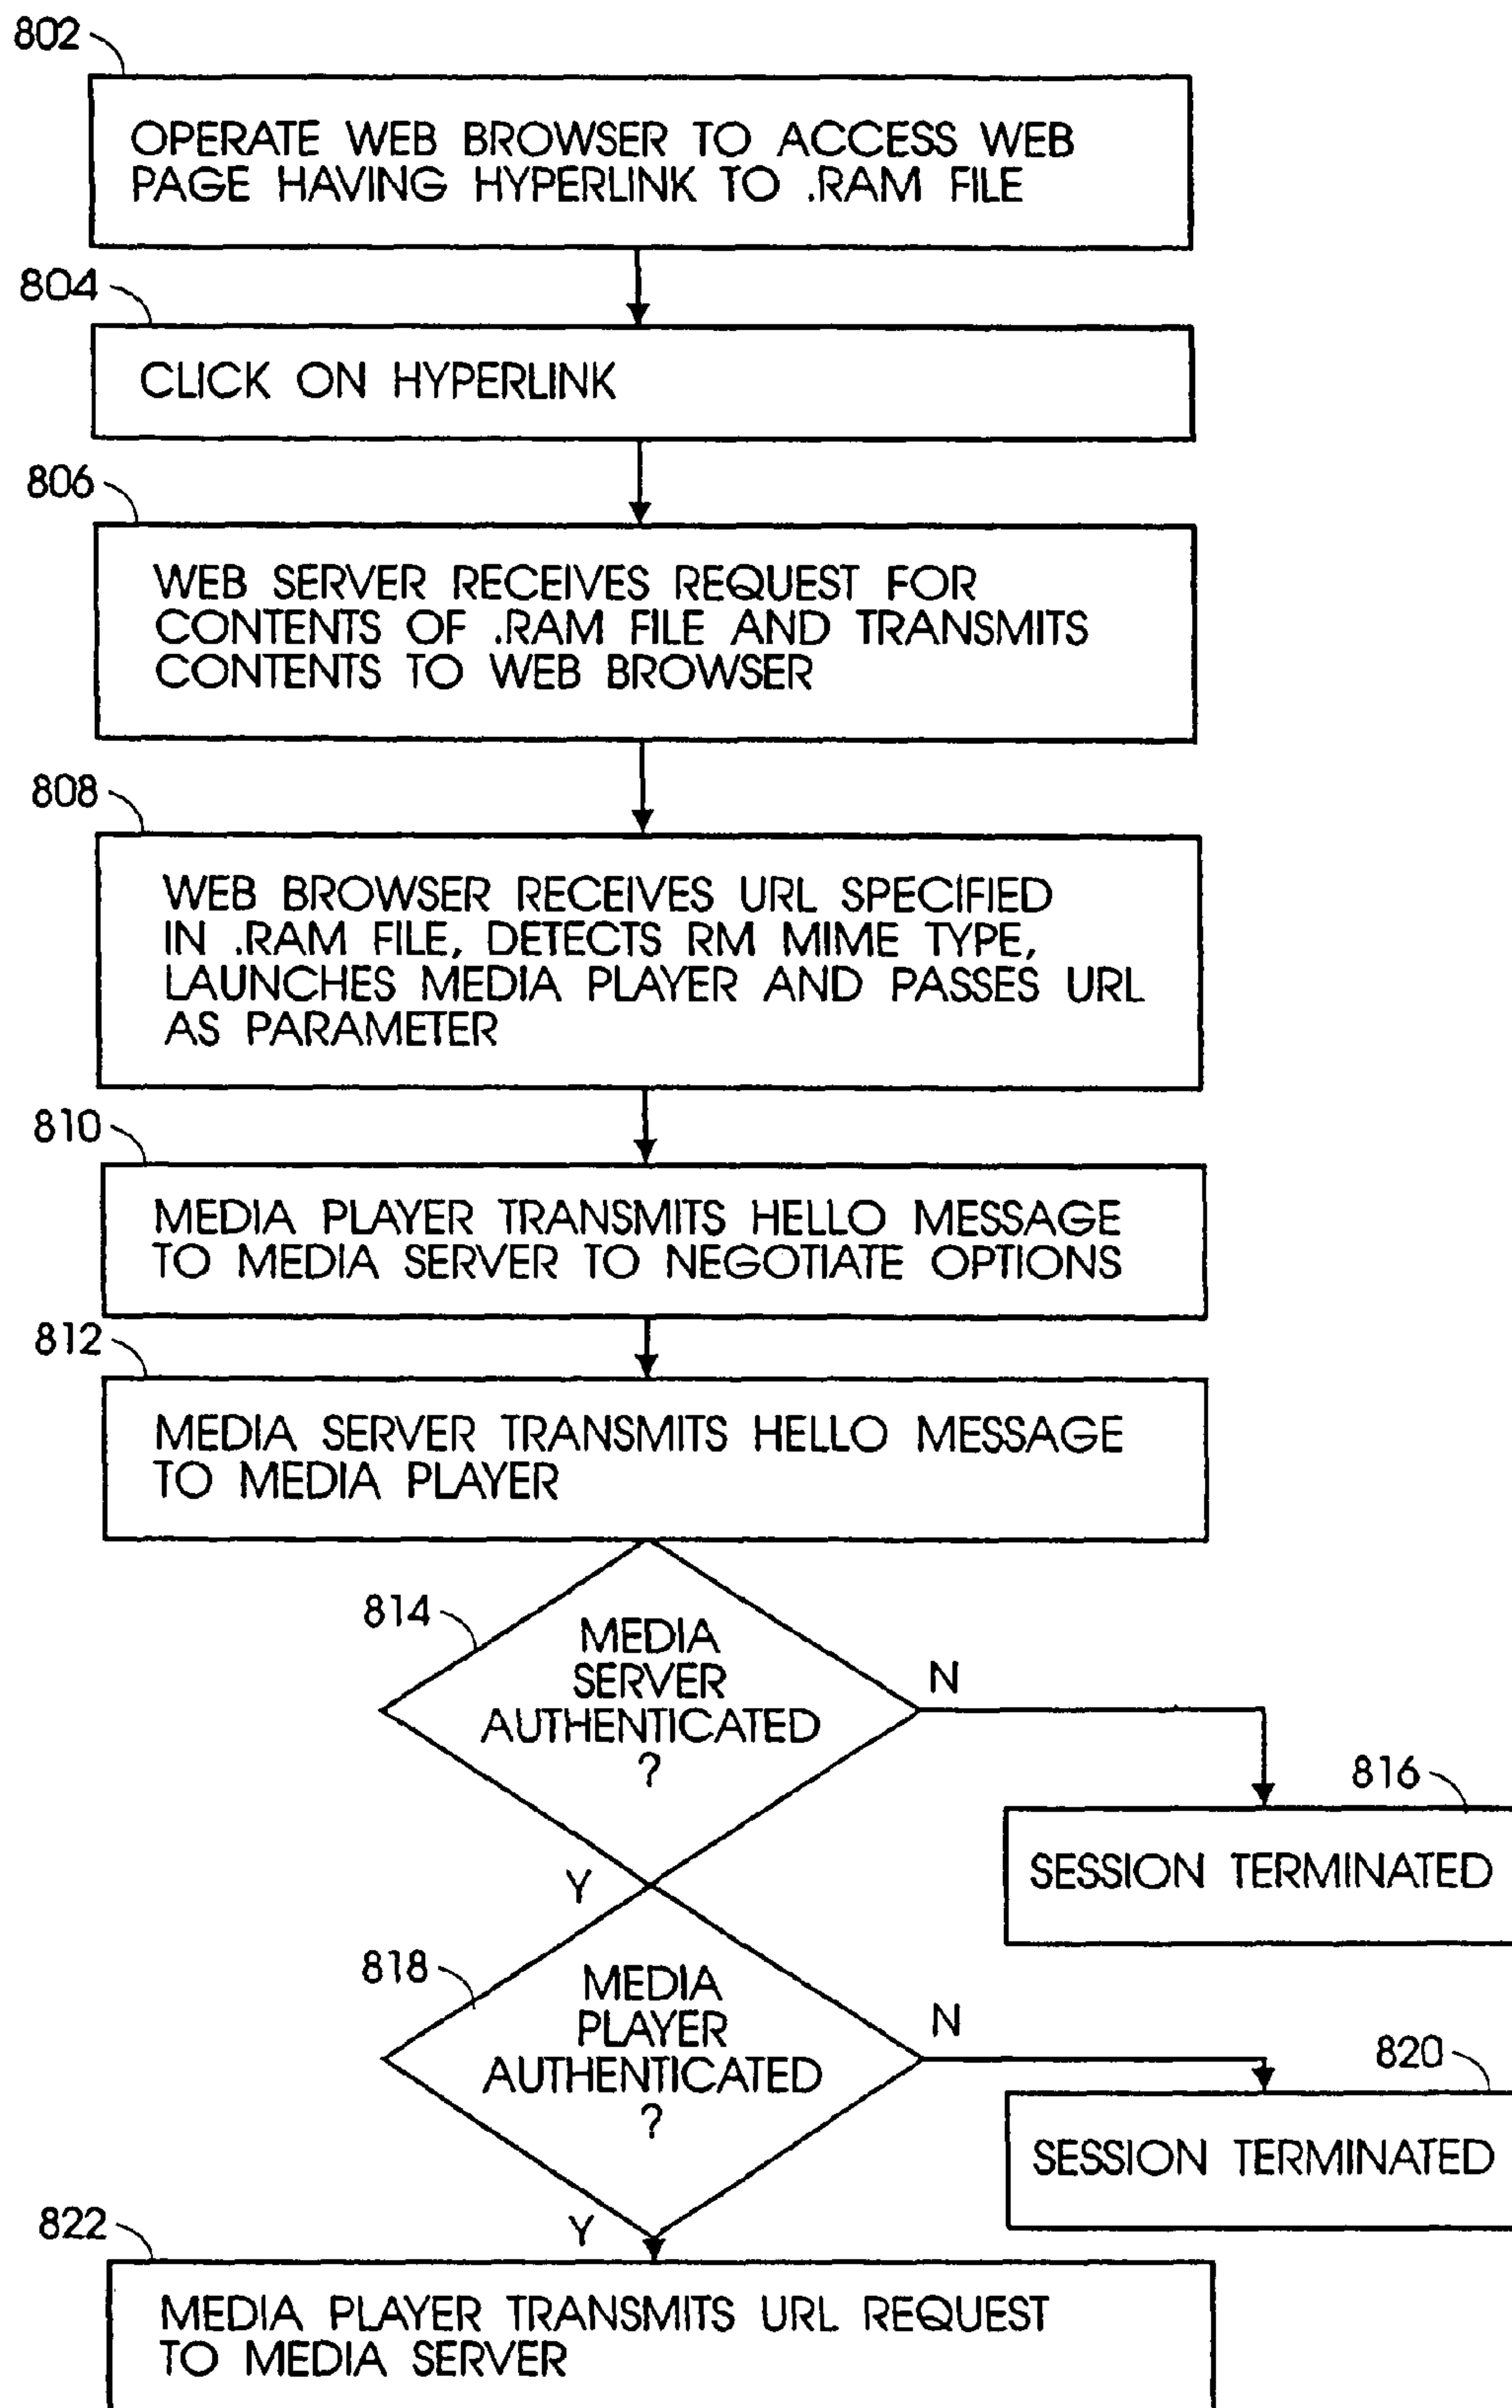 802
OPERATE WEB BROWSER TO ACCESS WEB
PAGE HAVING HYPERLINK TO .RAM FILE
804
CLICK ON HYPERLINK
806
WEB SERVER RECEIVES REQUEST FOR
CONTENTS OF .RAM FILE AND TRANSMITS
CONTENTS TO WEB BROWSER
808
WEB BROWSER RECEIVES URL SPECIFIED
IN .RAM FILE, DETECTS RM MIME TYPE,
LAUNCHES MEDIA PLAYER AND PASSES URL
AS PARAMETER
810
MEDIA PLAYER TRANSMITS HELLO MESSAGE
TO MEDIA SERVER TO NEGOTIATE OPTIONS
812
MEDIA SERVER TRANSMITS HELLO MESSAGE
TO MEDIA PLAYER
814
MEDIA
SERVER
AUTHENTICATED
?
N
816
SESSION TERMINATED
Y
818
MEDIA
PLAYER
AUTHENTICATED
?
N
820
SESSION TERMINATED
Y
822
MEDIA PLAYER TRANSMITS URL REQUEST
TO MEDIA SERVER